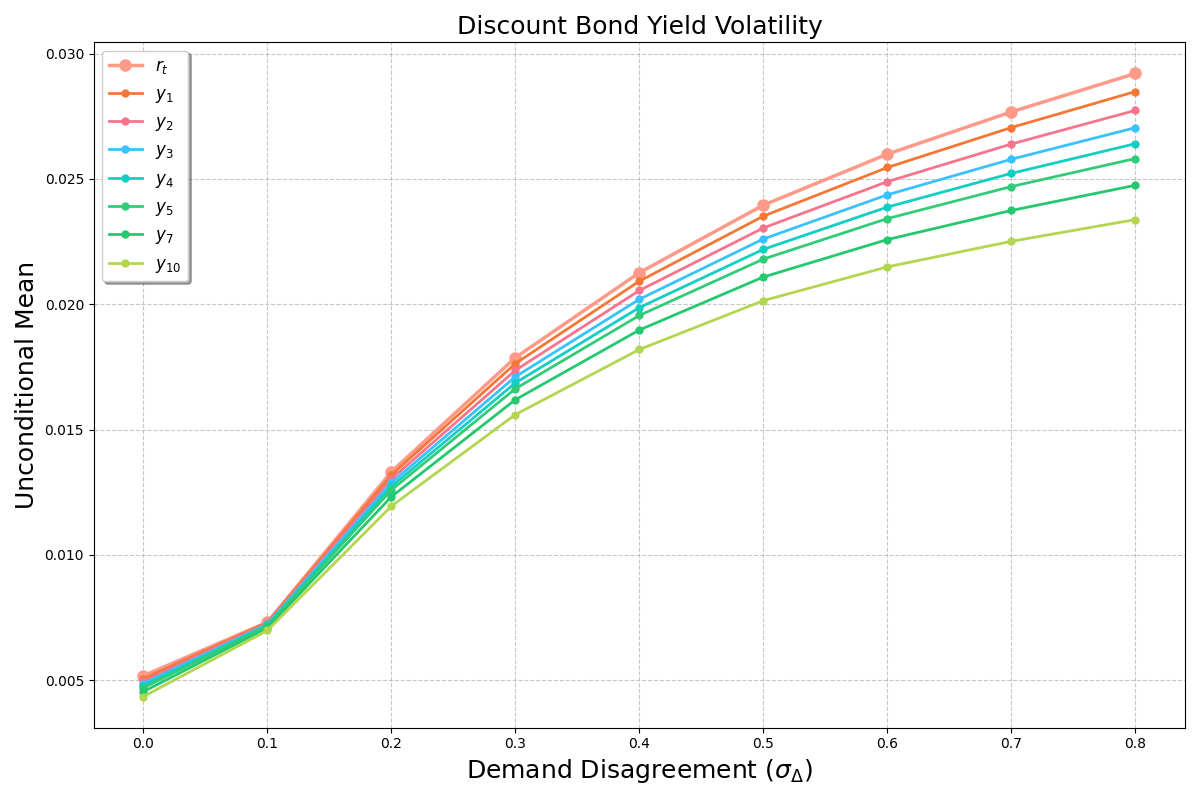 Discount Bond Yield Volatility
Unconditional Mean
0.030
0.025
0.020
0.015
0.010
0.005
r_t
y_1
y_2
y_3
y_4
y_5
y_7
y_10
0.0 0.1 0.2 0.3 0.4 0.5 0.6 0.7 0.8
Demand Disagreement (σ_Δ)